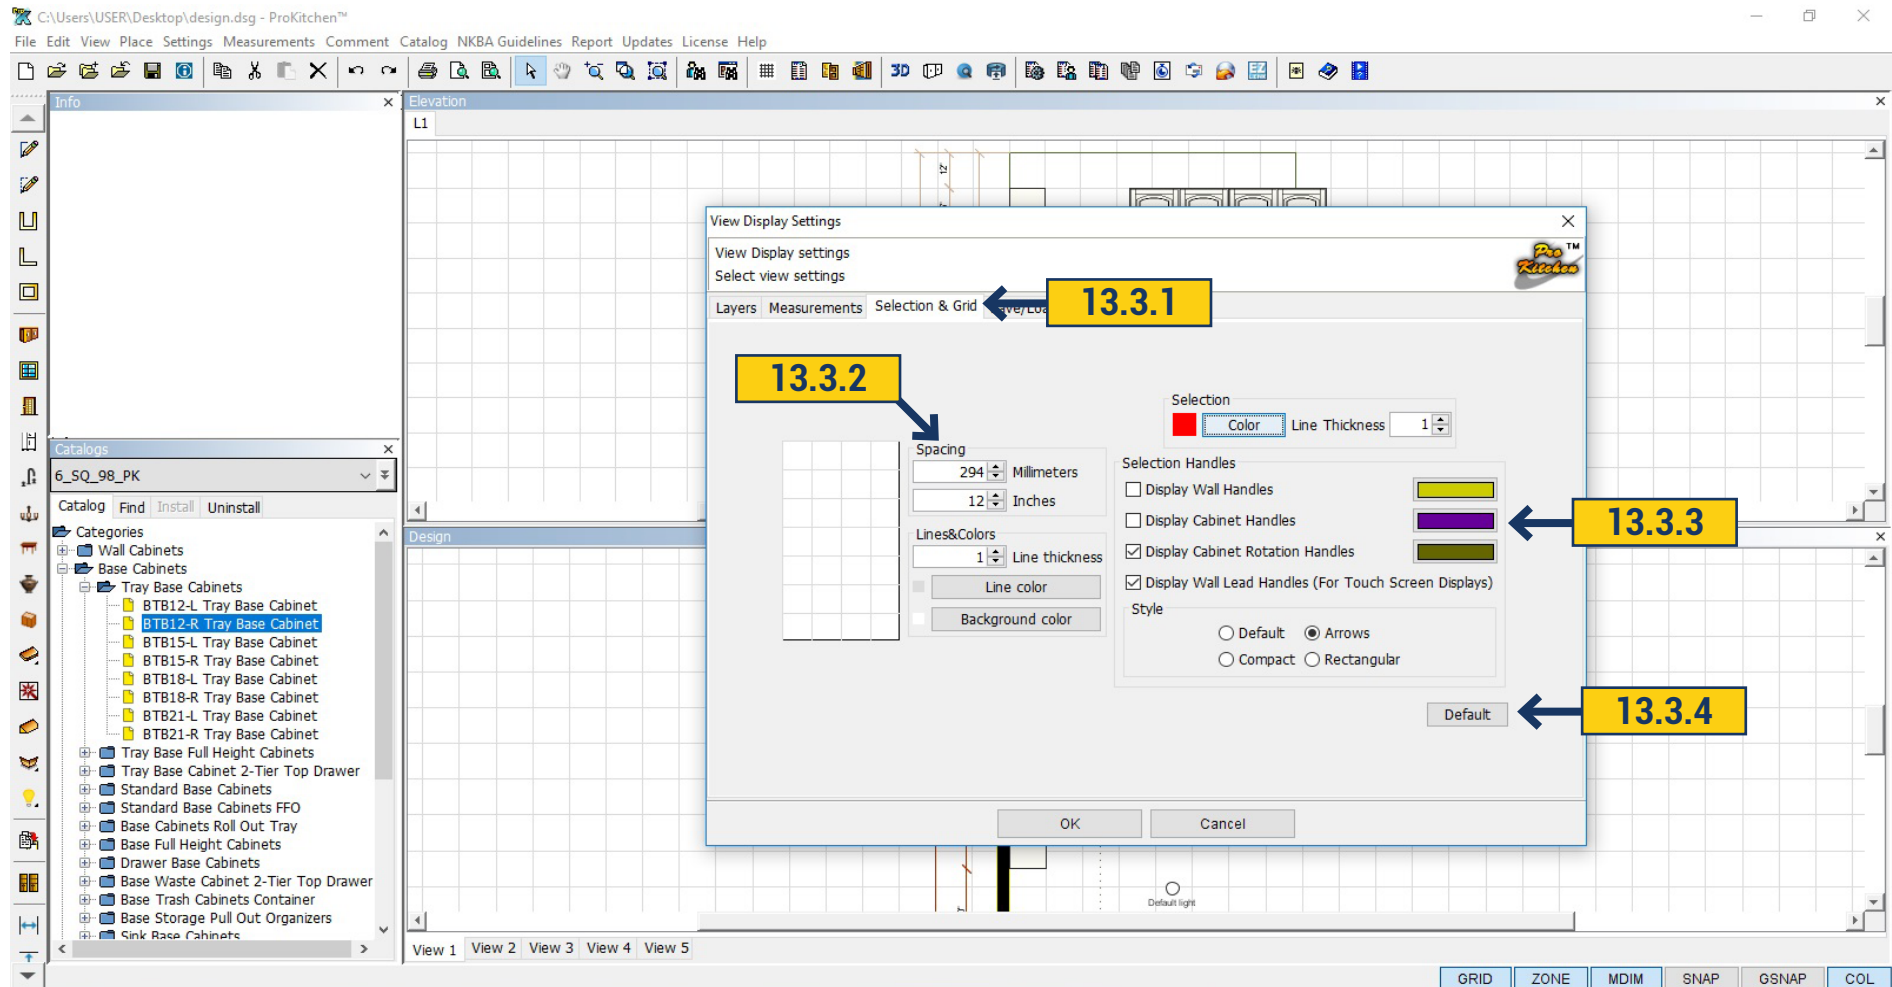 C:\Users\USER\Desktop\design.dsg - ProKitchen™
File Edit View Place Settings Measurements Comment Catalog NKBA Guidelines Report Updates License Help
3D
Info
Elevation
L1
12"
View Display Settings
View Display settings
Select view settings
Pro Kitchen TM
Layers Measurements Selection & Grid
13.3.1
13.3.2
Selection
Color Line Thickness 1
Spacing
294 Millimeters
12 Inches
Lines&Colors
1 Line thickness
Line color
Background color
Selection Handles
Display Wall Handles
Display Cabinet Handles
13.3.3
Display Cabinet Rotation Handles
Display Wall Lead Handles (For Touch Screen Displays)
Style
Default Arrows
Compact Rectangular
Default
13.3.4
OK Cancel
Catalogs
6_SQ_98_PK
Catalog Find Install Uninstall
Categories
Wall Cabinets
Base Cabinets
Tray Base Cabinets
BTB12-L Tray Base Cabinet
BTB12-R Tray Base Cabinet
BTB15-L Tray Base Cabinet
BTB15-R Tray Base Cabinet
BTB18-L Tray Base Cabinet
BTB18-R Tray Base Cabinet
BTB21-L Tray Base Cabinet
BTB21-R Tray Base Cabinet
Tray Base Full Height Cabinets
Tray Base Cabinet 2-Tier Top Drawer
Standard Base Cabinets
Standard Base Cabinets FFO
Base Cabinets Roll Out Tray
Base Full Height Cabinets
Drawer Base Cabinets
Base Waste Cabinet 2-Tier Top Drawer
Base Trash Cabinets Container
Base Storage Pull Out Organizers
Sink Base Cabinets
Design
Default light
View 1 View 2 View 3 View 4 View 5
GRID ZONE MDIM SNAP GSNAP COL